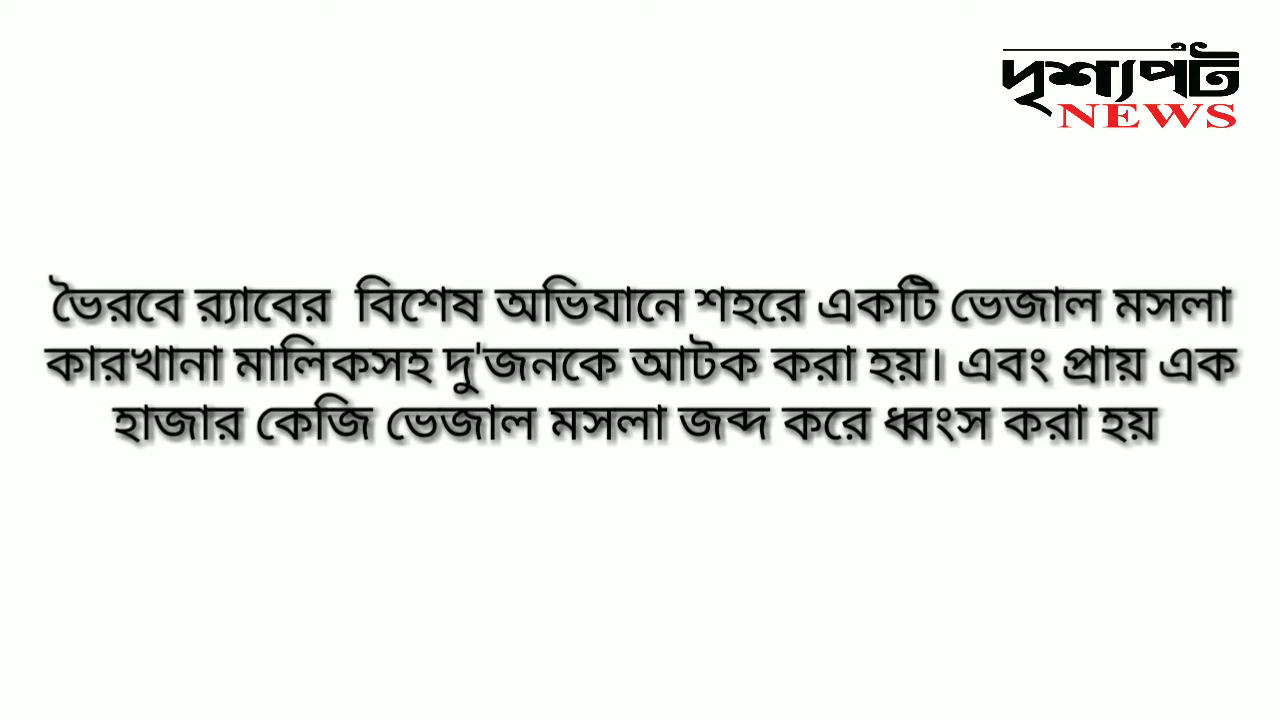 দৃশ্যপট
NEWS
ভৈরবে র‍্যাবের  বিশেষ অভিযানে শহরে একটি ভেজাল মসলা
কারখানা মালিকসহ দু'জনকে আটক করা হয়। এবং প্রায় এক
হাজার কেজি ভেজাল মসলা জব্দ করে ধ্বংস করা হয়